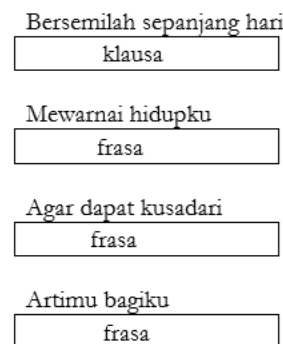 Bersemilah sepanjang hari
klausa
Mewarnai hidupku
frasa
Agar dapat kusadari
frasa
Artimu bagiku
frasa